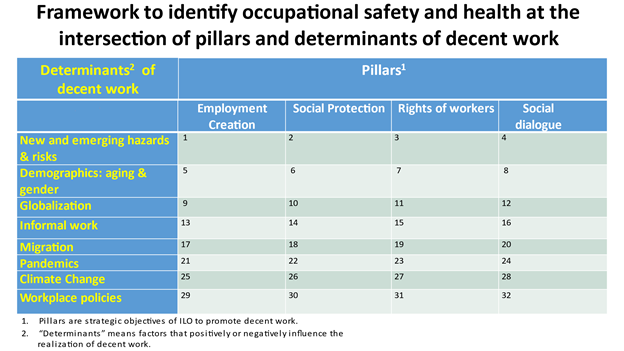 Framework to identify occupational safety and health at the
intersection of pillars and determinants of decent work
Determinants2 of
decent work
Pillars1
Employment
Creation
Social Protection
Rights of workers
Social
dialogue
New and emerging hazards
& risks
1 2 3 4
Demographics: aging &
gender
5 6 7 8
Globalization 9 10 11 12
Informal work 13 14 15 16
Migration 17 18 19 20
Pandemics 21 22 23 24
Climate Change 25 26 27 28
Workplace policies 29 30 31 32
1. Pillars are strategic objectives of ILO to promote decent work.
2. “Determinants” means factors that positively or negatively influence the
realization of decent work.